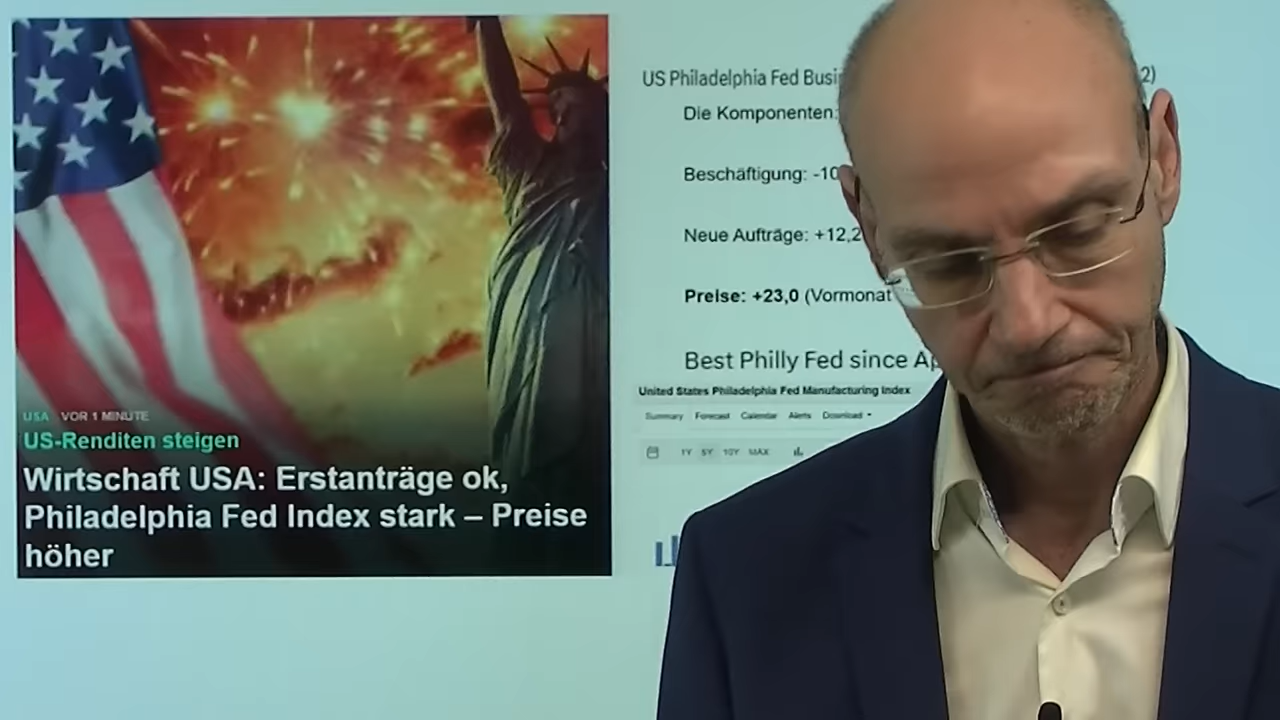 USA VOR 1 MINUTE
US-Renditen steigen
Wirtschaft USA: Erstanträge ok,
Philadelphia Fed Index stark – Preise
höher
US Philadelphia Fed Busi 2)
Die Komponenten:
Beschäftigung: -10
Neue Aufträge: +12,2
Preise: +23,0 (Vormonat
Best Philly Fed since Ap
United States Philadelphia Fed Manufacturing Index
Summary Forecast Calendar Alerts Download
1Y 5Y 10Y MAX